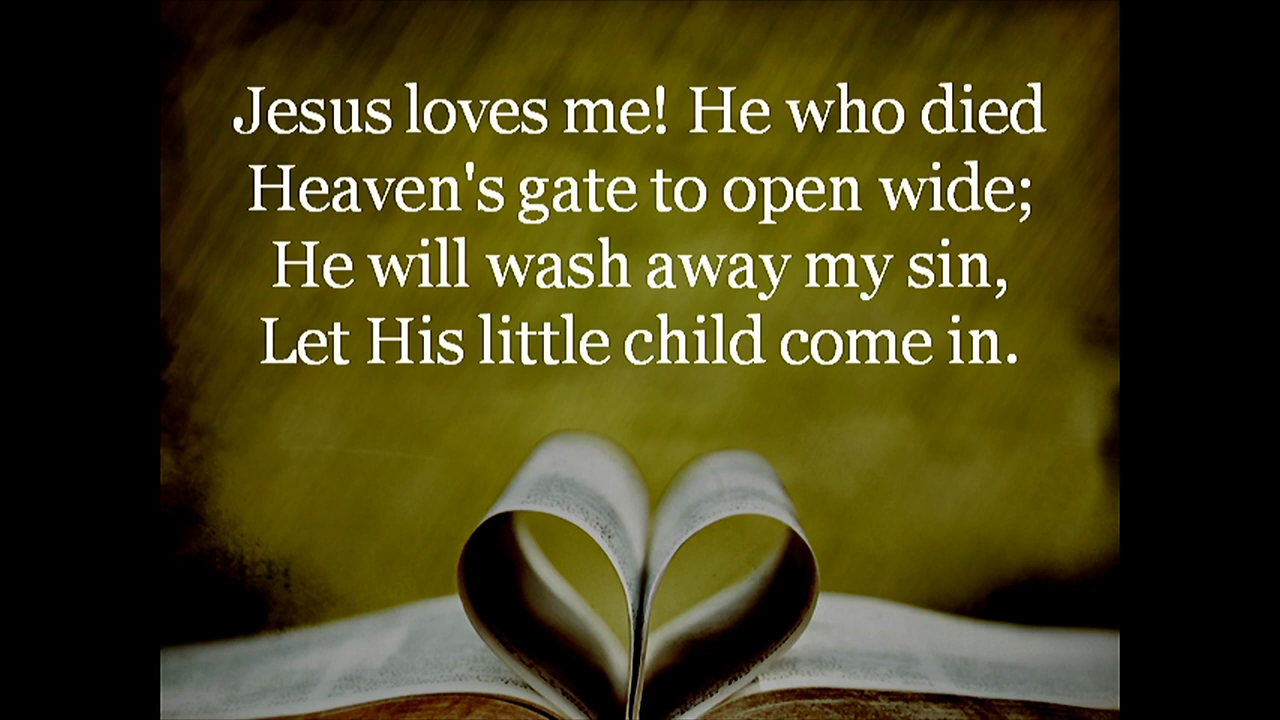 Jesus loves me! He who died
Heaven's gate to open wide;
He will wash away my sin,
Let His little child come in.